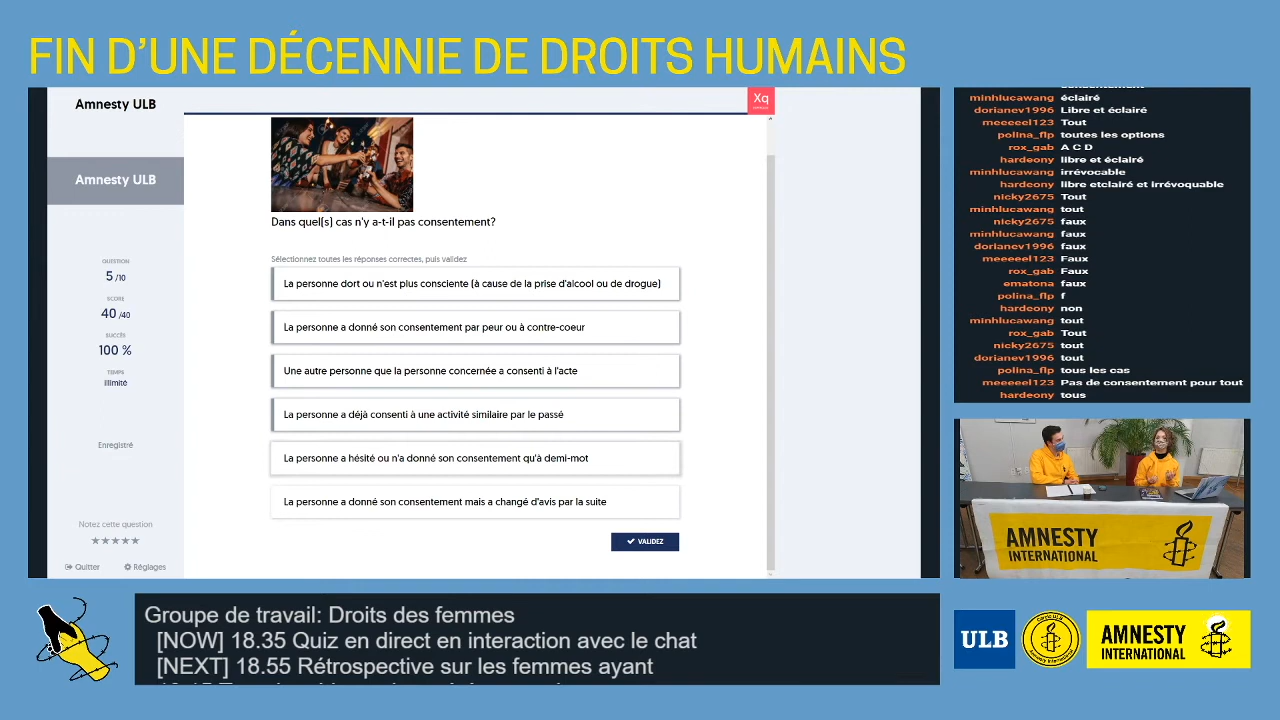 FIN D'UNE DÉCENNIE DE DROITS HUMAINS
Amnesty ULB
Xq
Amnesty ULB
QUESTION
5 /10
SCORE
40 /40
SUCCÈS
100 %
TEMPS
Illimité
Enregistré
Notez cette question
★★★★★
Quitter
Réglages
Dans quel(s) cas n'y a-t-il pas consentement?
Sélectionnez toutes les réponses correctes, puis validez
La personne dort ou n'est plus consciente (à cause de la prise d'alcool ou de drogue)
La personne a donné son consentement par peur ou à contre-coeur
Une autre personne que la personne concernée a consenti à l'acte
La personne a déjà consenti à une activité similaire par le passé
La personne a hésité ou n'a donné son consentement qu'à demi-mot
La personne a donné son consentement mais a changé d'avis par la suite
✔ VALIDEZ
minhlucawang éclairé
dorianev1996 Libre et éclairé
meeeeel123 Tout
polina_flp toutes les options
rox_gab A C D
hardeony libre et éclairé
minhlucawang irrévocable
hardeony libre etclairé et irrévoquable
nicky2675 Tout
minhlucawang tout
nicky2675 faux
minhlucawang faux
dorianev1996 faux
meeeeel123 Faux
rox_gab Faux
ematona faux
polina_flp f
hardeony non
minhlucawang tout
rox_gab Tout
nicky2675 tout
dorianev1996 tout
polina_flp tous les cas
meeeeel123 Pas de consentement pour tout
hardeony tous
AMNESTY
INTERNATIONAL
Groupe de travail: Droits des femmes
[NOW] 18.35 Quiz en direct en interaction avec le chat
[NEXT] 18.55 Rétrospective sur les femmes ayant
ULB
AMNESTY
INTERNATIONAL